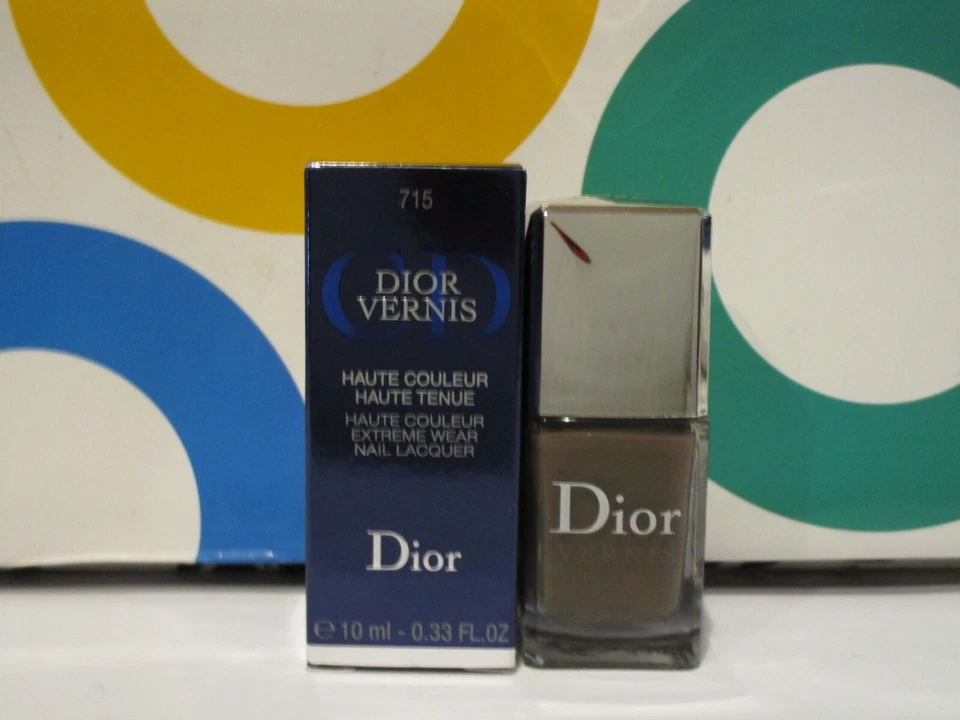 715
DIOR
VERNIS
HAUTE COULEUR
HAUTE TENUE
HAUTE COULEUR
EXTREME WEAR
NAIL LACQUER
Dior
℮ 10 ml - 0.33 FL.OZ
Dior
VERNIS